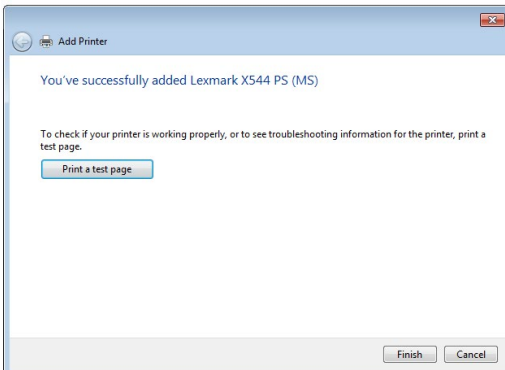 Add Printer
You've successfully added Lexmark X544 PS (MS)
To check if your printer is working properly, or to see troubleshooting information for the printer, print a
test page.
Print a test page
Finish Cancel